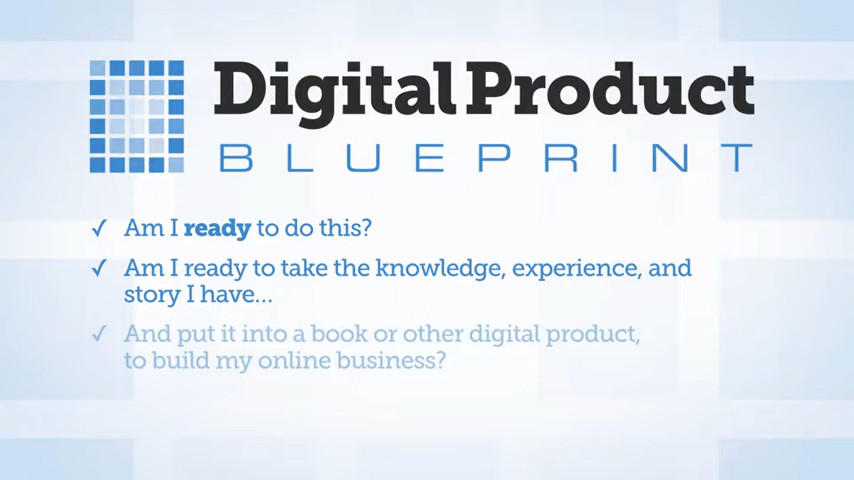 Digital Product
BLUEPRINT
✓ Am I ready to do this?
✓ Am I ready to take the knowledge, experience, and
story I have...
✓ And put it into a book or other digital product,
to build my online business?